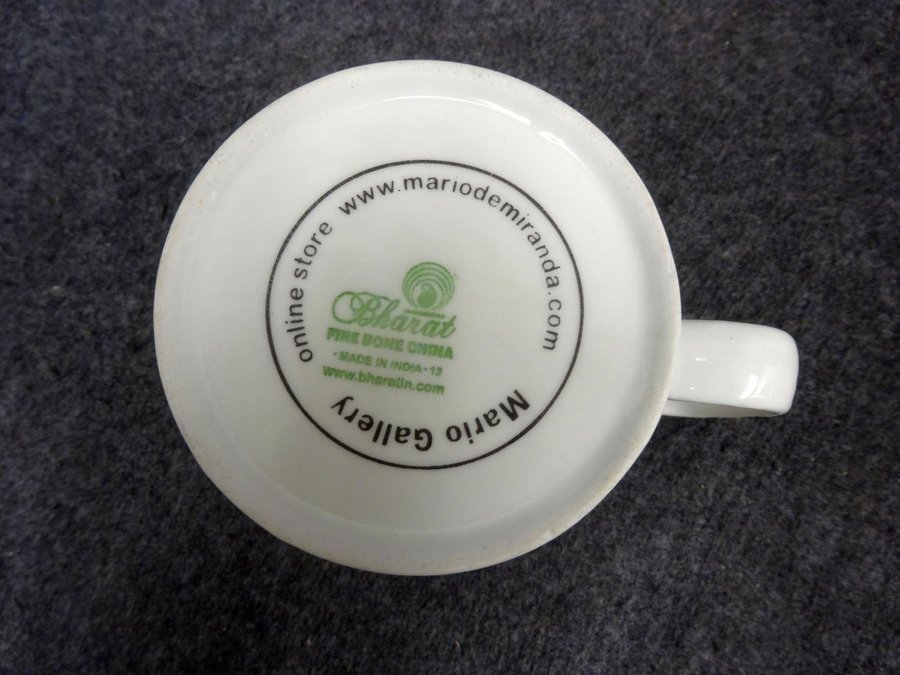 online store www.mariodemiranda.com
Bharat
FINE BONE CHINA
· MADE IN INDIA · 13
www.bharatin.com
Mario Gallery